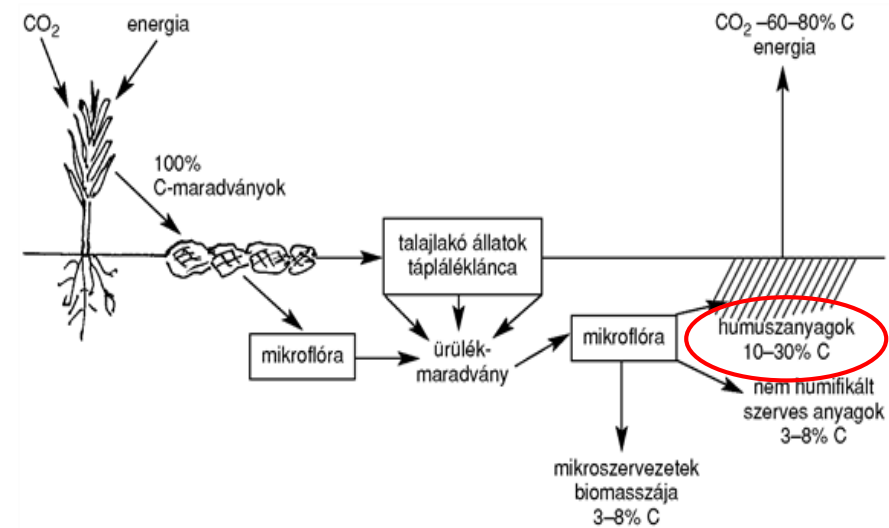 CO₂
energia
CO₂ –60–80% C
energia
100%
C-maradványok
talajlakó állatok
tápláléklánca
mikroflóra
ürülék-
maradvány
mikroflóra
humuszanyagok
10–30% C
nem humifikált
szerves anyagok
3–8% C
mikroszervezetek
biomasszája
3–8% C